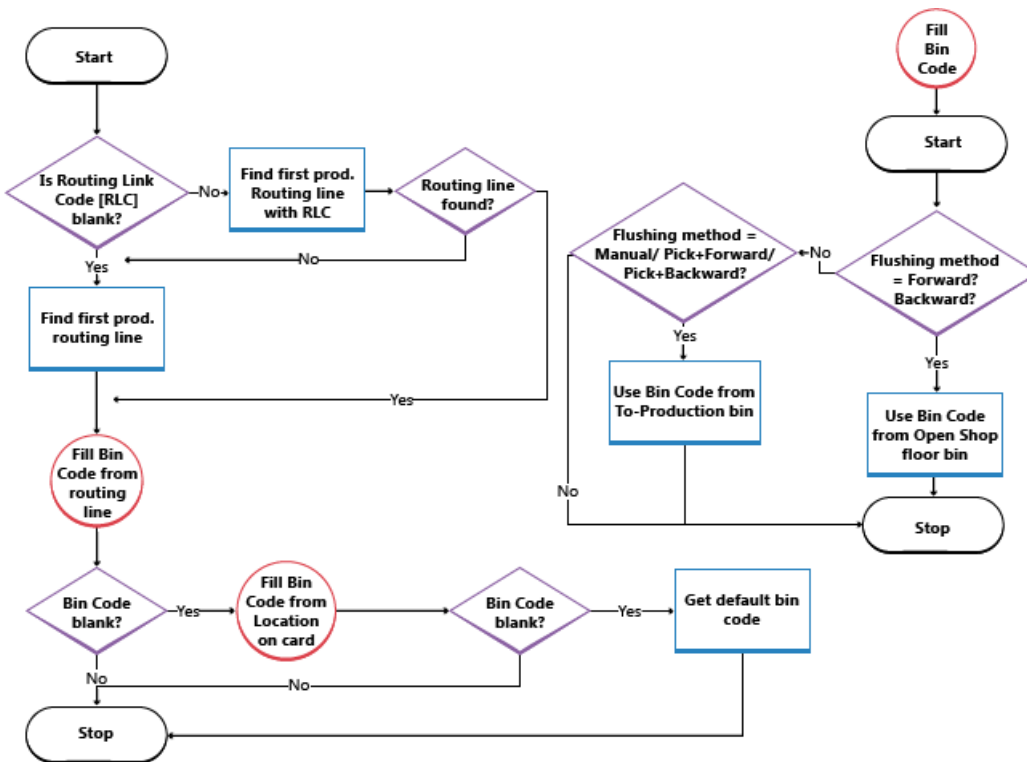 Start
Is Routing Link
Code [RLC]
blank?
No
Find first prod.
Routing line
with RLC
Routing line
found?
No
Yes
Find first prod.
routing line
Yes
Fill Bin
Code from
routing
line
Bin Code
blank?
Yes
Fill Bin
Code from
Location
on card
Bin Code
blank?
Yes
Get default bin
code
No
No
Stop
Fill
Bin
Code
Start
Flushing method
= Forward?
Backward?
No
Flushing method =
Manual/ Pick+Forward/
Pick+Backward?
Yes
Use Bin Code from
To-Production bin
Yes
Use Bin Code
from Open Shop
floor bin
No
Stop